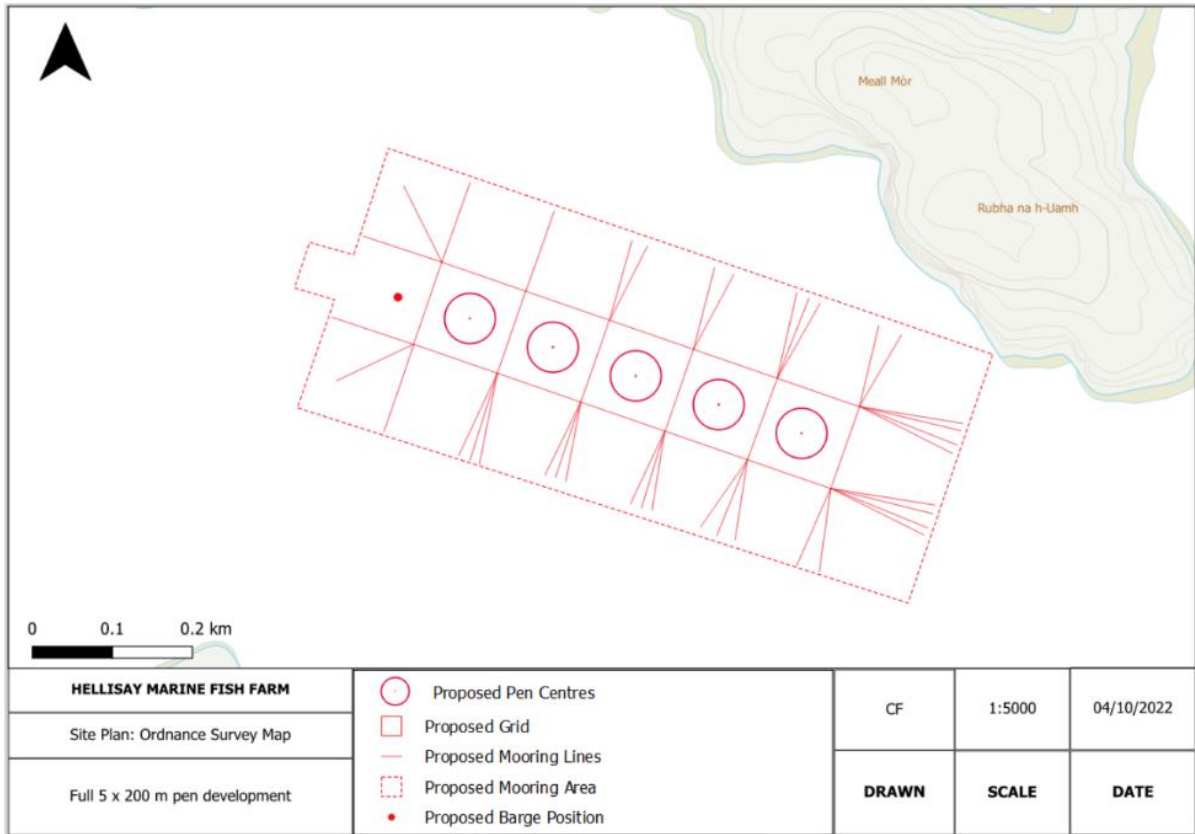 Meall Mòr
Rubha na h-Uamh
0 0.1 0.2 km
HELLISAY MARINE FISH FARM
Site Plan: Ordnance Survey Map
Full 5 x 200 m pen development
Proposed Pen Centres
Proposed Grid
Proposed Mooring Lines
Proposed Mooring Area
Proposed Barge Position
CF 1:5000 04/10/2022
DRAWN SCALE DATE